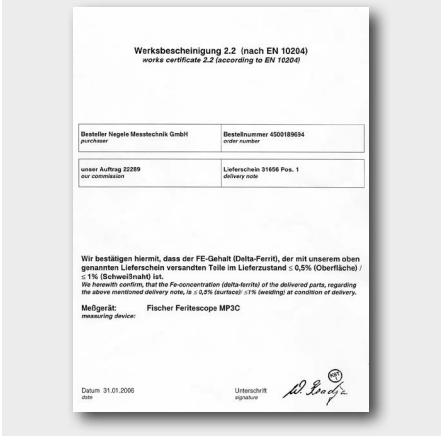 Werksbescheinigung 2.2 (nach EN 10204)
works certificate 2.2 (according to EN 10204)
Besteller Negele Messtechnik GmbH
purchaser
Bestellnummer 4500189694
order number
unser Auftrag 22289
our commission
Lieferschein 31656 Pos. 1
delivery note
Wir bestätigen hiermit, dass der FE-Gehalt (Delta-Ferrit), der mit unserem oben
genannten Lieferschein versandten Teile im Lieferzustand ≤ 0,5% (Oberfläche) /
≤ 1% (Schweißnaht) ist.
We herewith confirm, that the Fe-concentration (delta-ferrite) of the delivered parts, regarding
the above mentioned delivery note, is ≤ 0,5% (surface)/ ≤1% (welding) at condition of delivery.
Meßgerät: Fischer Feritescope MP3C
measuring device:
Datum 31.01.2006
date
Unterschrift
signature